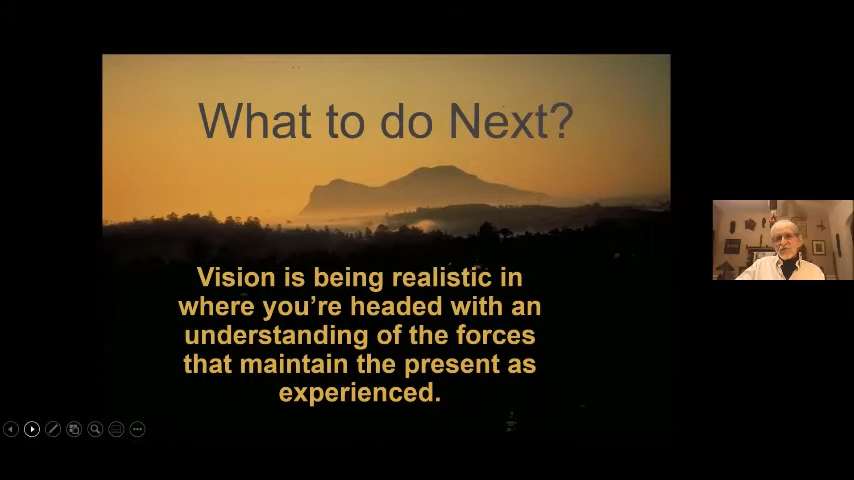 What to do Next?
Vision is being realistic in
where you're headed with an
understanding of the forces
that maintain the present as
experienced.